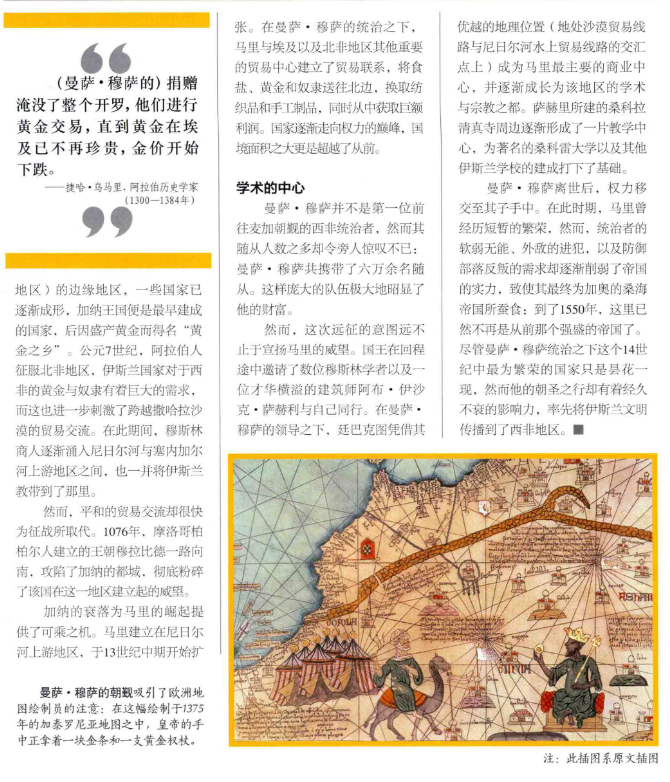 (曼萨·穆萨的)捐赠
淹没了整个开罗,他们进行
黄金交易,直到黄金在埃
及已不再珍贵,金价开始
下跌。
——捷哈·乌马里,阿拉伯历史学家
(1300—1384年)
地区)的边缘地区,一些国家已
逐渐成形,加纳王国便是最早建成
的国家,后因盛产黄金而得名“黄
金之乡”。公元7世纪,阿拉伯人
征服北非地区,伊斯兰国家对于西
非的黄金与奴隶有着巨大的需求,
而这也进一步刺激了跨越撒哈拉沙
漠的贸易交流。在此期间,穆斯林
商人逐渐涌入尼日尔河与塞内加尔
河上游地区之间,也一并将伊斯兰
教带到了那里。
然而,平和的贸易交流却很快
为征战所取代。1076年,摩洛哥柏
柏尔人建立的王朝穆拉比德一路向
南,攻陷了加纳的都城,彻底粉碎
了该国在这一地区建立起的威望。
加纳的衰落为马里的崛起提
供了可乘之机。马里建立在尼日尔
河上游地区,于13世纪中期开始扩
曼萨·穆萨的朝觐吸引了欧洲地
图绘制员的注意:在这幅绘制于1375
年的加泰罗尼亚地图之中,皇帝的手
中正拿着一块金条和一支黄金权杖。
张。在曼萨·穆萨的统治之下,
马里与埃及以及北非地区其他重要
的贸易中心建立了贸易联系,将食
盐、黄金和奴隶送往北边,换取纺
织品和手工制品,同时从中获取巨额
利润。国家逐渐走向权力的巅峰,国
境面积之大更是超越了从前。
学术的中心
曼萨·穆萨并不是第一位前
往麦加朝觐的西非统治者,然而其
随从人数之多却令旁人惊叹不已:
曼萨·穆萨共携带了六万余名随
从。这样庞大的队伍极大地昭显了
他的财富。
然而,这次远征的意图远不
止于宣扬马里的威望。国王在回程
途中邀请了数位穆斯林学者以及一
位才华横溢的建筑师阿布·伊沙
克·萨赫利与自己同行。在曼萨·
穆萨的领导之下,廷巴克图凭借其
优越的地理位置(地处沙漠贸易线
路与尼日尔河水上贸易线路的交汇
点上)成为马里最主要的商业中
心,并逐渐成长为该地区的学术
与宗教之都。萨赫里所建的桑科拉
清真寺周边逐渐形成了一片教学中
心,为著名的桑科雷大学以及其他
伊斯兰学校的建成打下了基础。
曼萨·穆萨离世后,权力移
交至其子手中。在此时期,马里曾
经历短暂的繁荣,然而,统治者的
软弱无能、外敌的进犯,以及防御
部落反叛的需求却逐渐削弱了帝国
的实力,致使其最终为加奥的桑海
帝国所蚕食:到了1550年,这里已
然不再是从前那个强盛的帝国了。
尽管曼萨·穆萨统治之下这个14世
纪中最为繁荣的国家只是昙花一
现,然而他的朝圣之行却有着经久
不衰的影响力,率先将伊斯兰文明
传播到了西非地区。■
注:此插图系原文插图